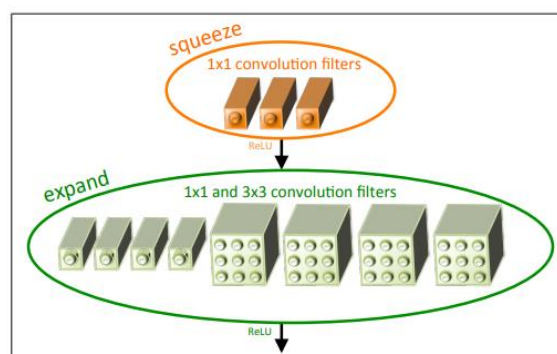 squeeze
1x1 convolution filters
ReLU
expand
1x1 and 3x3 convolution filters
ReLU